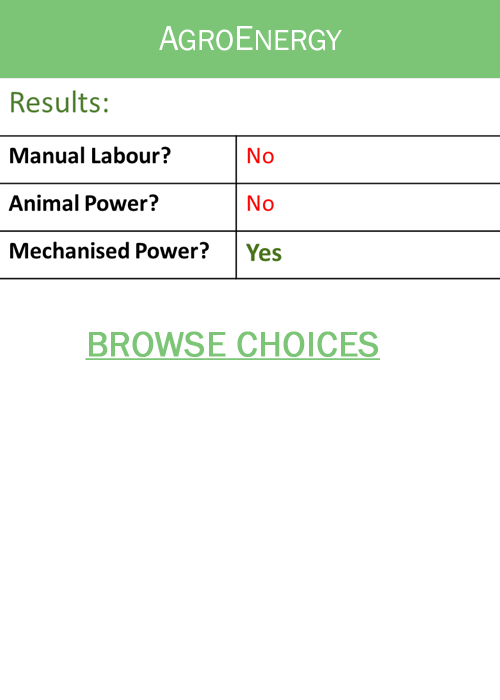 AGROENERGY
Results:
Manual Labour? No
Animal Power? No
Mechanised Power? Yes
BROWSE CHOICES